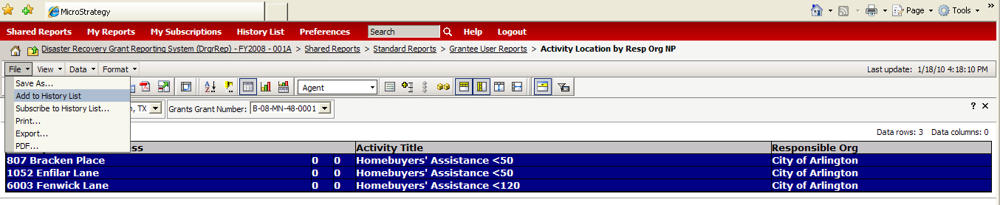 MicroStrategy
Page Tools »
Shared Reports My Reports My Subscriptions History List Preferences Search Help Logout
Disaster Recovery Grant Reporting System (DrgrRep) - FY2008 - 001A > Shared Reports > Standard Reports > Grantee User Reports > Activity Location by Resp Org NP
File View Data Format Last update: 1/18/10 4:18:10 PM
Save As...
Agent
Add to History List
Subscribe to History List...
, TX Grants Grant Number: B-08-MN-48-0001 ? ×
Print...
Export...
Data rows: 3 Data columns: 0
PDF...
ss Activity Title Responsible Org
807 Bracken Place 0 0 Homebuyers' Assistance <50 City of Arlington
1052 Enfilar Lane 0 0 Homebuyers' Assistance <50 City of Arlington
6003 Fenwick Lane 0 0 Homebuyers' Assistance <120 City of Arlington